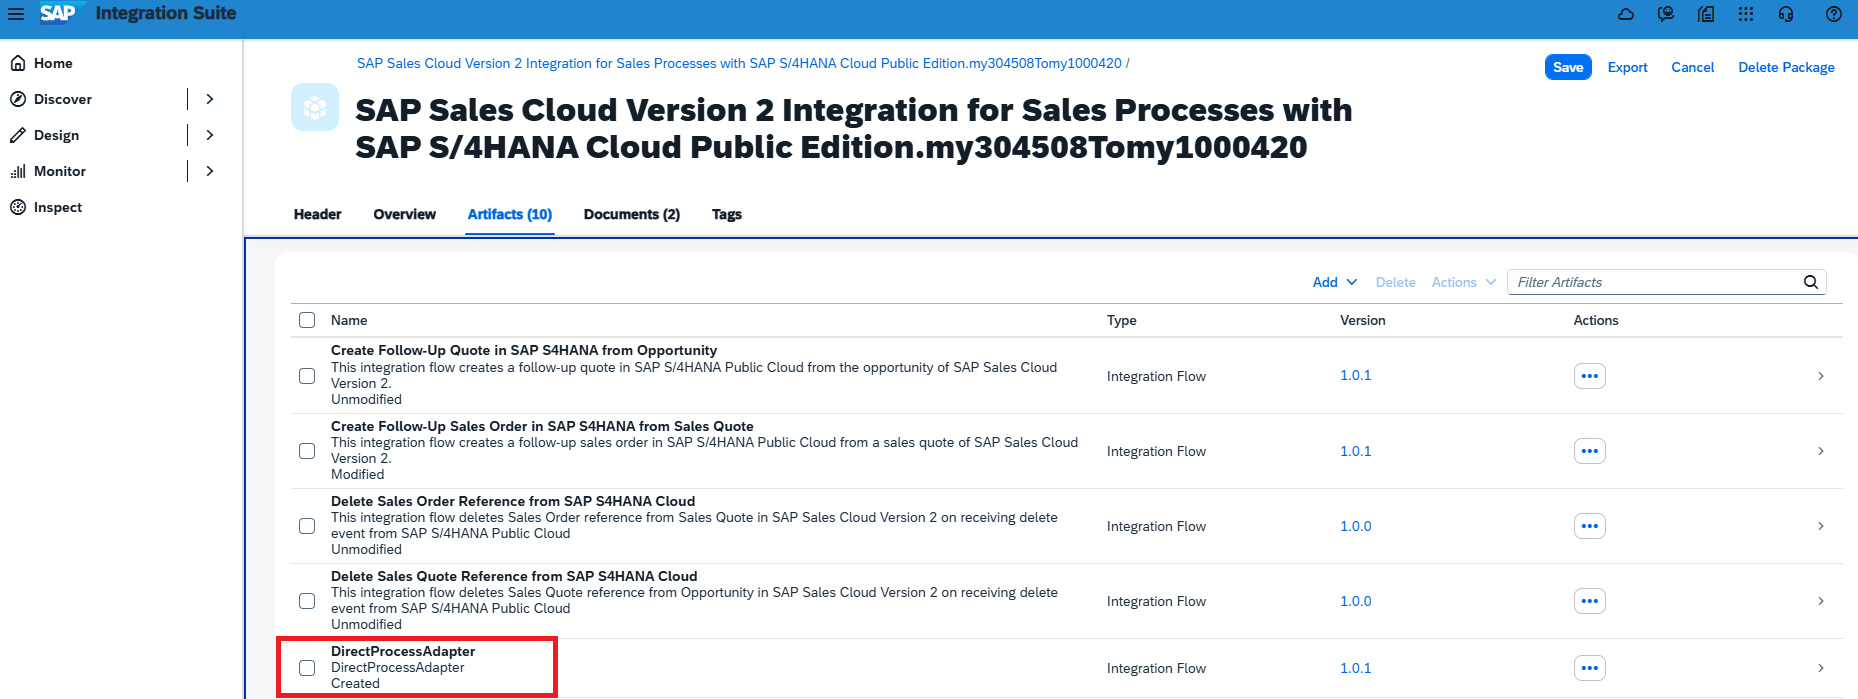 SAP Integration Suite
Home
Discover
Design
Monitor
Inspect
SAP Sales Cloud Version 2 Integration for Sales Processes with SAP S/4HANA Cloud Public Edition.my304508Tomy1000420 /
Save Export Cancel Delete Package
SAP Sales Cloud Version 2 Integration for Sales Processes with
SAP S/4HANA Cloud Public Edition.my304508Tomy1000420
Header Overview Artifacts (10) Documents (2) Tags
Add Delete Actions Filter Artifacts
Name Type Version Actions
Create Follow-Up Quote in SAP S4HANA from Opportunity
This integration flow creates a follow-up quote in SAP S/4HANA Public Cloud from the opportunity of SAP Sales Cloud
Version 2.
Unmodified
Integration Flow 1.0.1
Create Follow-Up Sales Order in SAP S4HANA from Sales Quote
This integration flow creates a follow-up sales order in SAP S/4HANA Public Cloud from a sales quote of SAP Sales Cloud
Version 2.
Modified
Integration Flow 1.0.1
Delete Sales Order Reference from SAP S4HANA Cloud
This integration flow deletes Sales Order reference from Sales Quote in SAP Sales Cloud Version 2 on receiving delete
event from SAP S/4HANA Public Cloud
Unmodified
Integration Flow 1.0.0
Delete Sales Quote Reference from SAP S4HANA Cloud
This integration flow deletes Sales Quote reference from Opportunity in SAP Sales Cloud Version 2 on receiving delete
event from SAP S/4HANA Public Cloud
Unmodified
Integration Flow 1.0.0
DirectProcessAdapter
DirectProcessAdapter
Created
Integration Flow 1.0.1